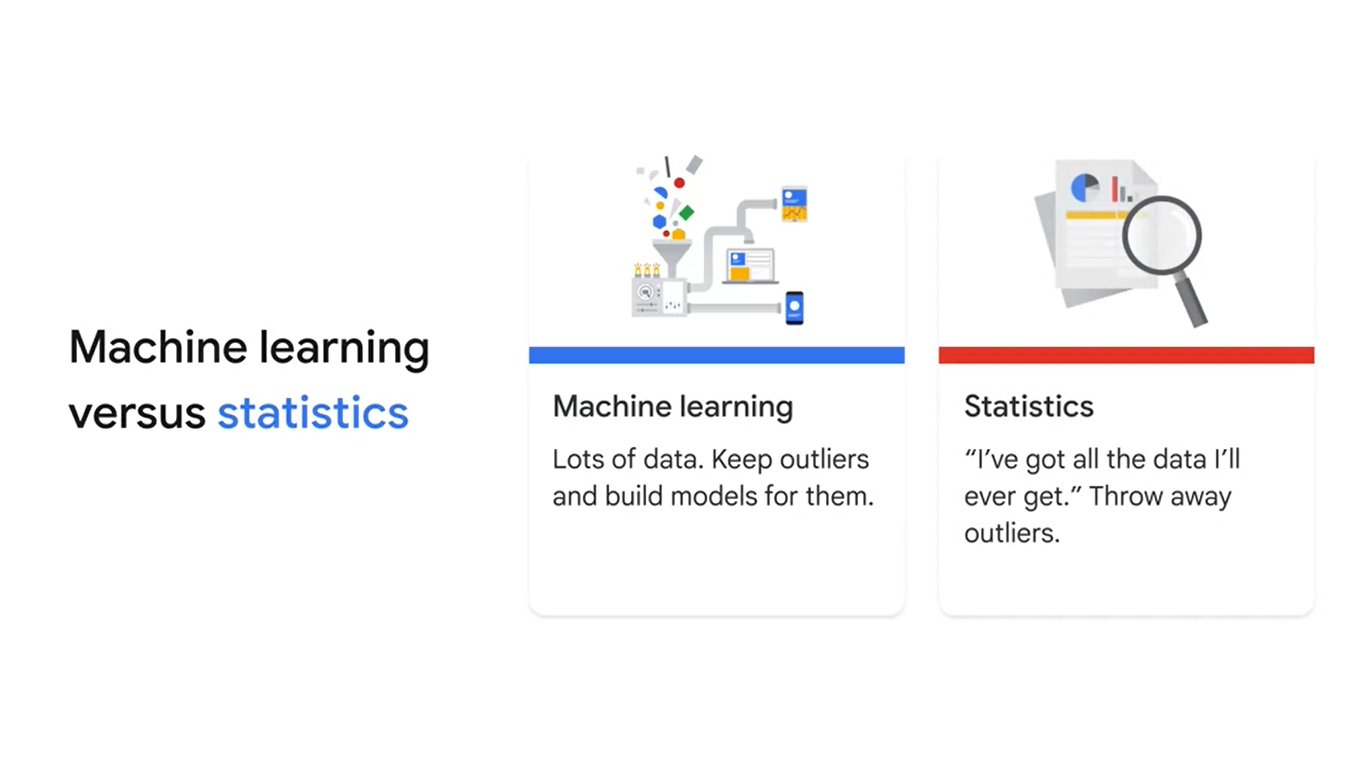 Machine learning
versus statistics
Machine learning
Lots of data. Keep outliers
and build models for them.
Statistics
“I’ve got all the data I’ll
ever get.” Throw away
outliers.